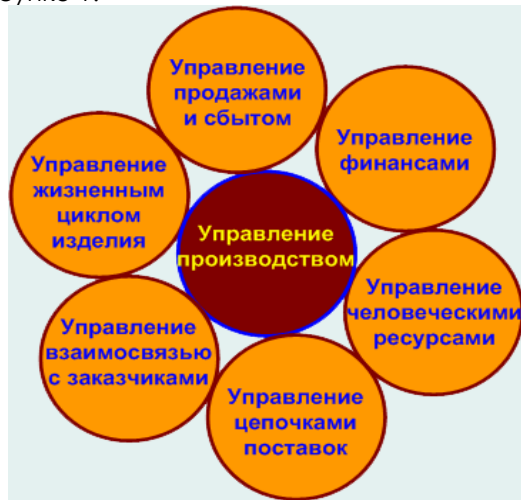 Управление
продажами
и сбытом
Управление
финансами
Управление
жизненным
циклом
изделия
Управление
производством
Управление
человеческими
ресурсами
Управление
взаимосвязью
с заказчиками
Управление
цепочками
поставок